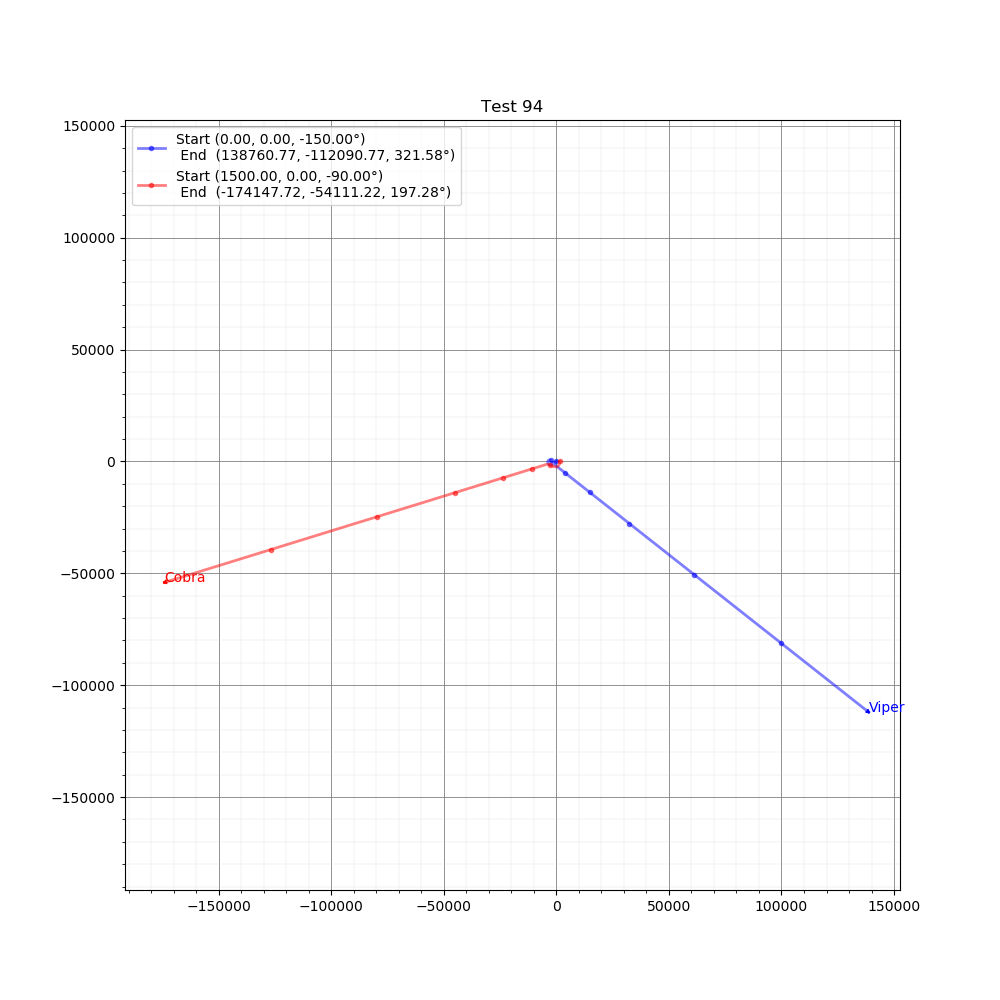 Test 94
Start (0.00, 0.00, -150.00°)
End  (138760.77, -112090.77, 321.58°)
Start (1500.00, 0.00, -90.00°)
End  (-174147.72, -54111.22, 197.28°)
150000
100000
50000
0
−50000
−100000
−150000
Cobra
Viper
−150000
−100000
−50000
0
50000
100000
150000